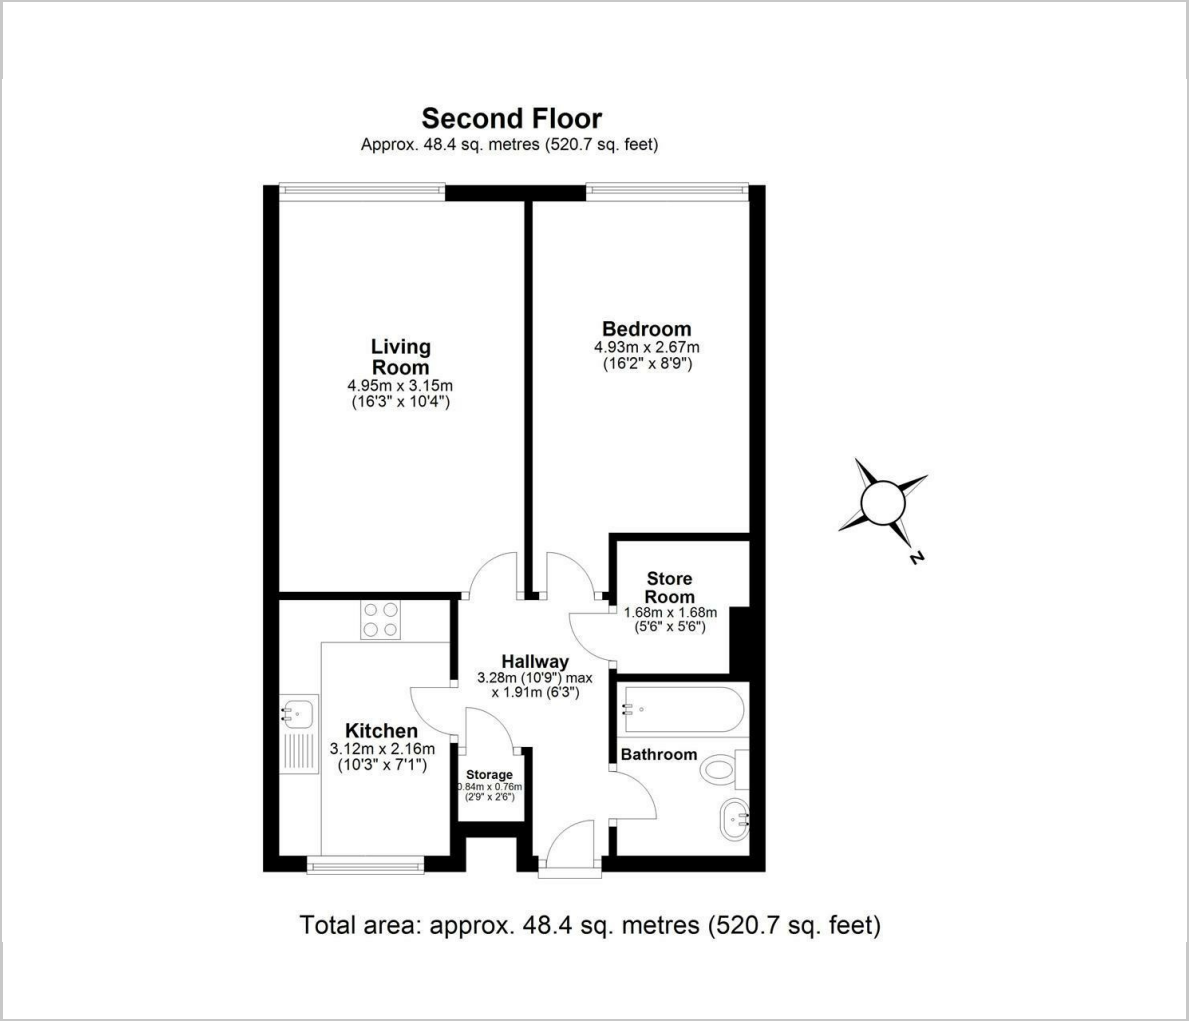 Second Floor
Approx. 48.4 sq. metres (520.7 sq. feet)
Living
Room
4.95m x 3.15m
(16'3" x 10'4")
Bedroom
4.93m x 2.67m
(16'2" x 8'9")
Store
Room
1.68m x 1.68m
(5'6" x 5'6")
Hallway
3.28m (10'9") max
x 1.91m (6'3")
Kitchen
3.12m x 2.16m
(10'3" x 7'1")
Storage
0.84m x 0.76m
(2'9" x 2'6")
Bathroom
N
Total area: approx. 48.4 sq. metres (520.7 sq. feet)